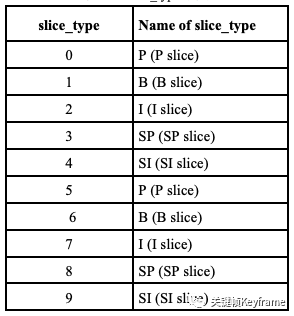 slice_type Name of slice_type
0 P (P slice)
1 B (B slice)
2 I (I slice)
3 SP (SP slice)
4 SI (SI slice)
5 P (P slice)
6 B (B slice)
7 I (I slice)
8 SP (SP slice)
9 SI (SI slice)
关键帧Keyframe